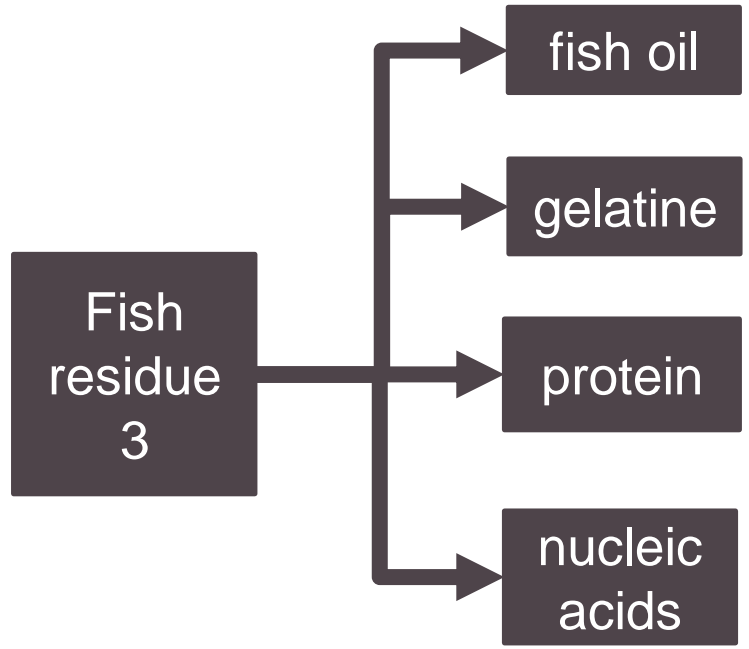 fish oil
gelatine
Fish
residue
3
protein
nucleic
acids